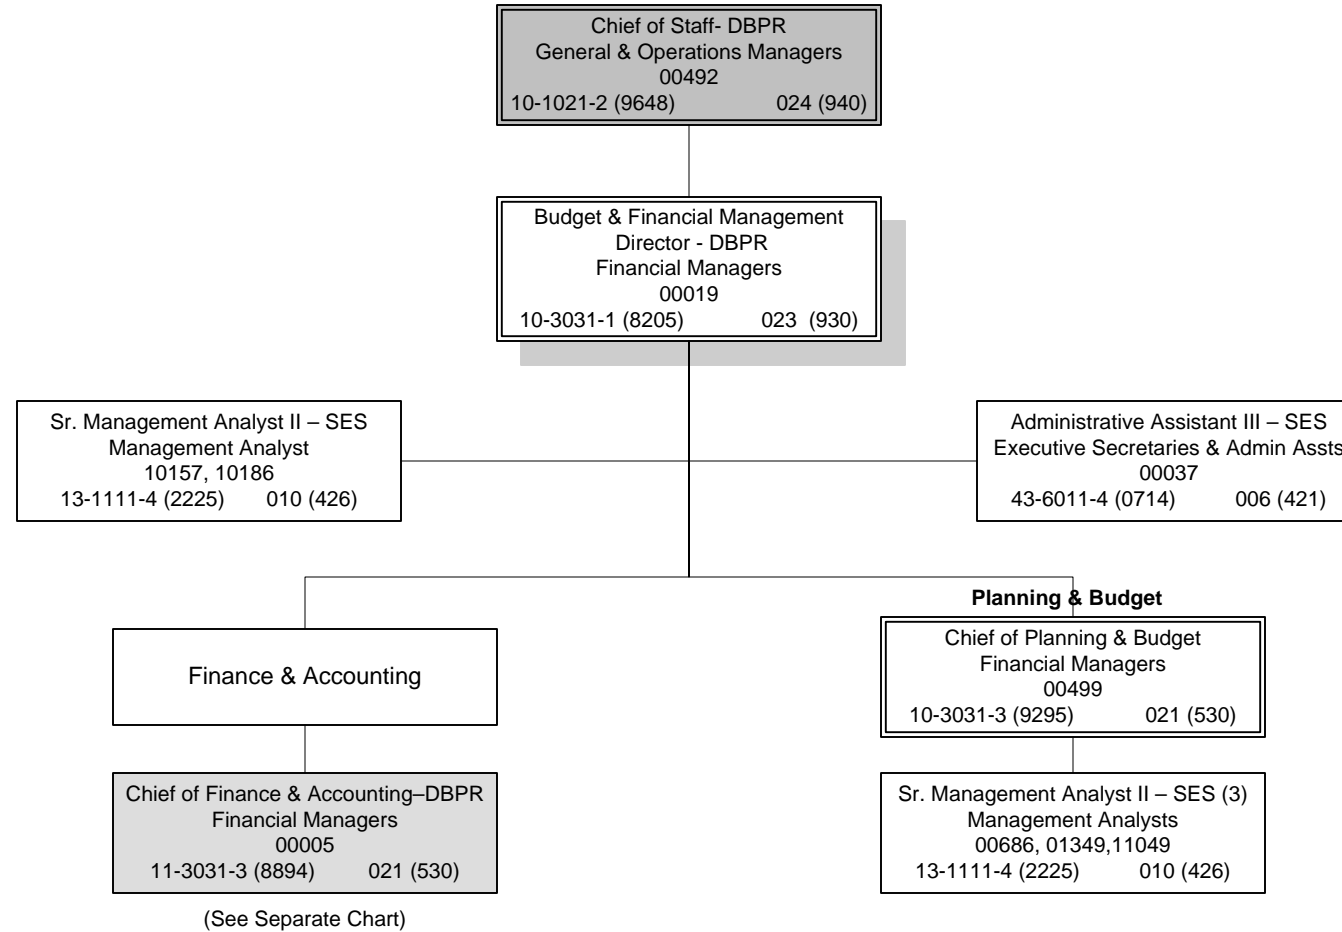 Chief of Staff- DBPR
General & Operations Managers
00492
10-1021-2 (9648) 024 (940)
Budget & Financial Management
Director - DBPR
Financial Managers
00019
10-3031-1 (8205) 023 (930)
Sr. Management Analyst II – SES
Management Analyst
10157, 10186
13-1111-4 (2225) 010 (426)
Administrative Assistant III – SES
Executive Secretaries & Admin Assts
00037
43-6011-4 (0714) 006 (421)
Finance & Accounting
Chief of Finance & Accounting–DBPR
Financial Managers
00005
11-3031-3 (8894) 021 (530)
(See Separate Chart)
Planning & Budget
Chief of Planning & Budget
Financial Managers
00499
10-3031-3 (9295) 021 (530)
Sr. Management Analyst II – SES (3)
Management Analysts
00686, 01349,11049
13-1111-4 (2225) 010 (426)